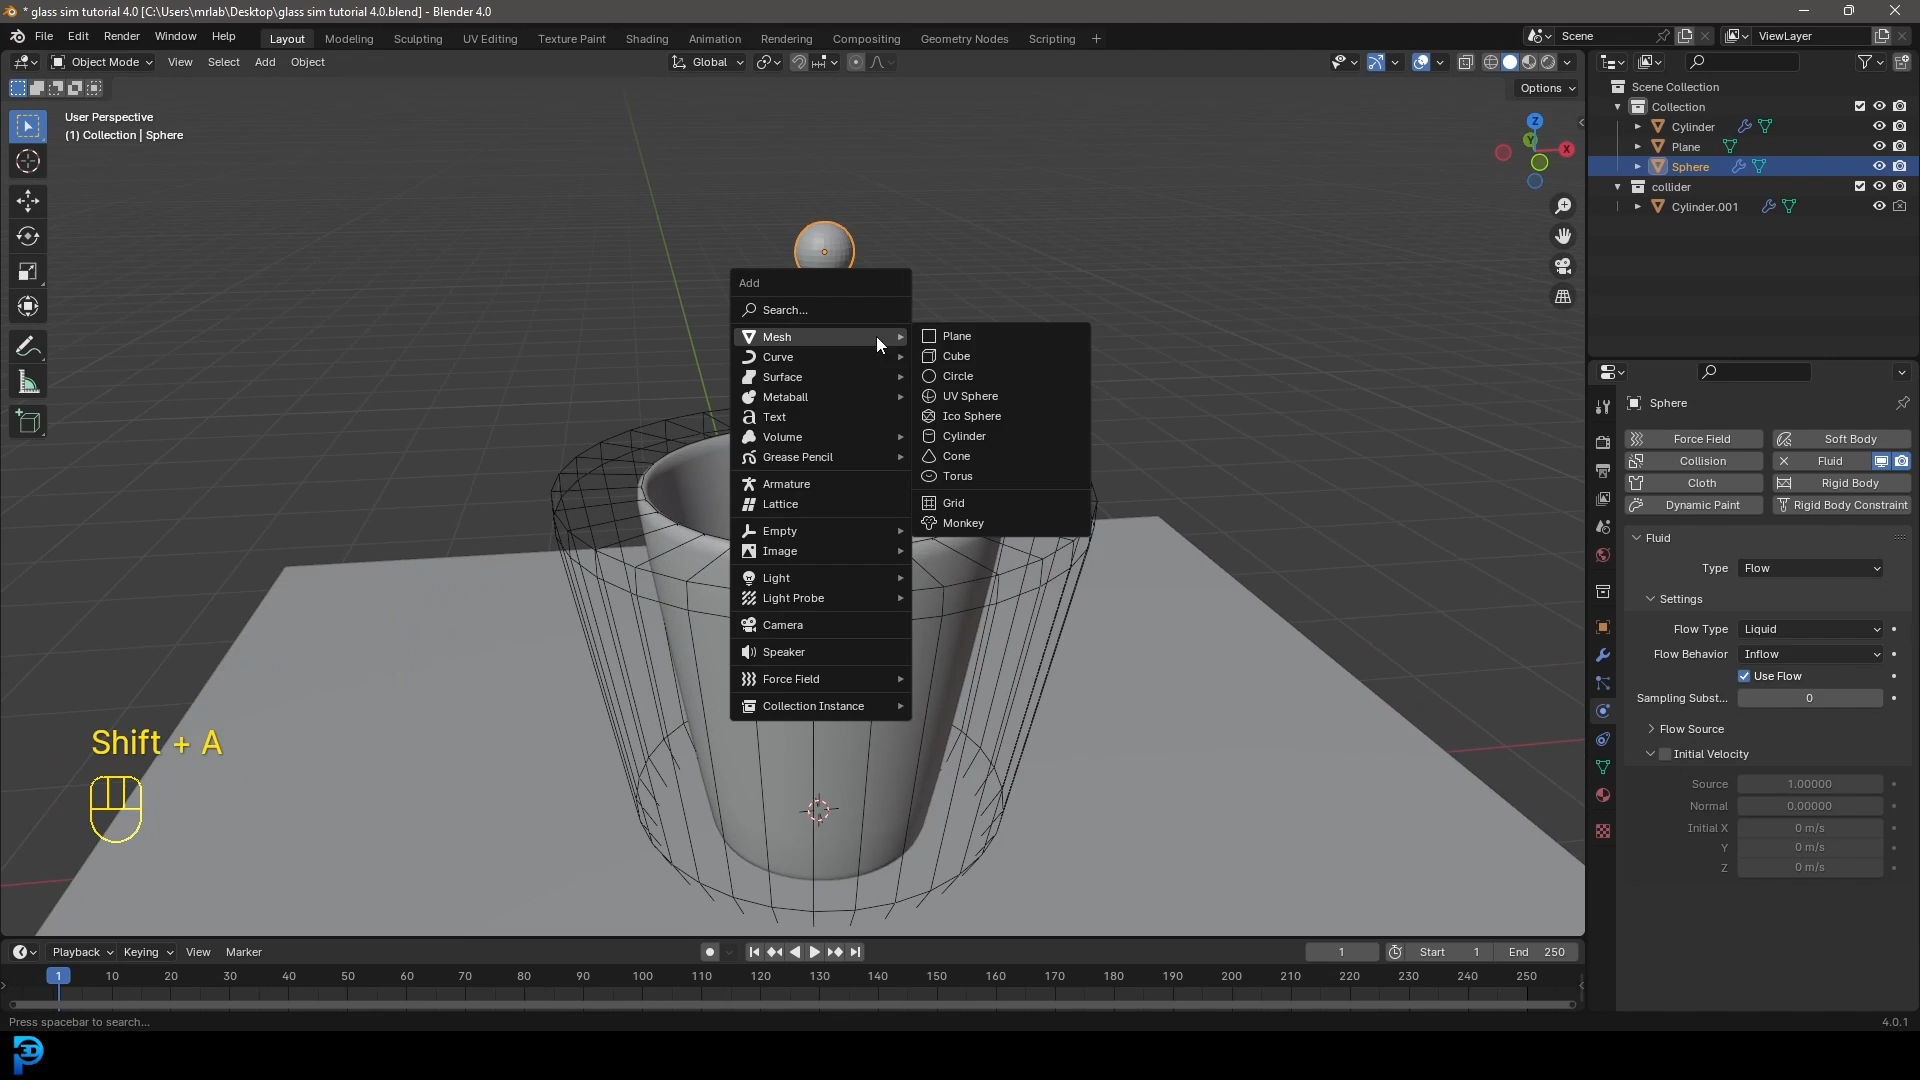 * glass sim tutorial 4.0 [C:\Users\mrlab\Desktop\glass sim tutorial 4.0.blend] - Blender 4.0
File Edit Render Window Help
Layout Modeling Sculpting UV Editing Texture Paint Shading Animation Rendering Compositing Geometry Nodes Scripting +
Scene
ViewLayer
Object Mode View Select Add Object
Global
Options
User Perspective
(1) Collection | Sphere
Z
Y
X
Scene Collection
Collection
Cylinder
Plane
Sphere
collider
Cylinder.001
Add
Search...
Mesh
Curve
Surface
Metaball
Text
Volume
Grease Pencil
Armature
Lattice
Empty
Image
Light
Light Probe
Camera
Speaker
Force Field
Collection Instance
Plane
Cube
Circle
UV Sphere
Ico Sphere
Cylinder
Cone
Torus
Grid
Monkey
Shift + A
Sphere
Force Field Soft Body
Collision Fluid
Cloth Rigid Body
Dynamic Paint Rigid Body Constraint
Fluid
Type Flow
Settings
Flow Type Liquid
Flow Behavior Inflow
Use Flow
Sampling Subst... 0
Flow Source
Initial Velocity
Source 1.00000
Normal 0.00000
Initial X 0 m/s
Y 0 m/s
Z 0 m/s
Playback Keying View Marker
1 Start 1 End 250
1 10 20 30 40 50 60 70 80 90 100 110 120 130 140 150 160 170 180 190 200 210 220 230 240 250
Press spacebar to search...
4.0.1
3D